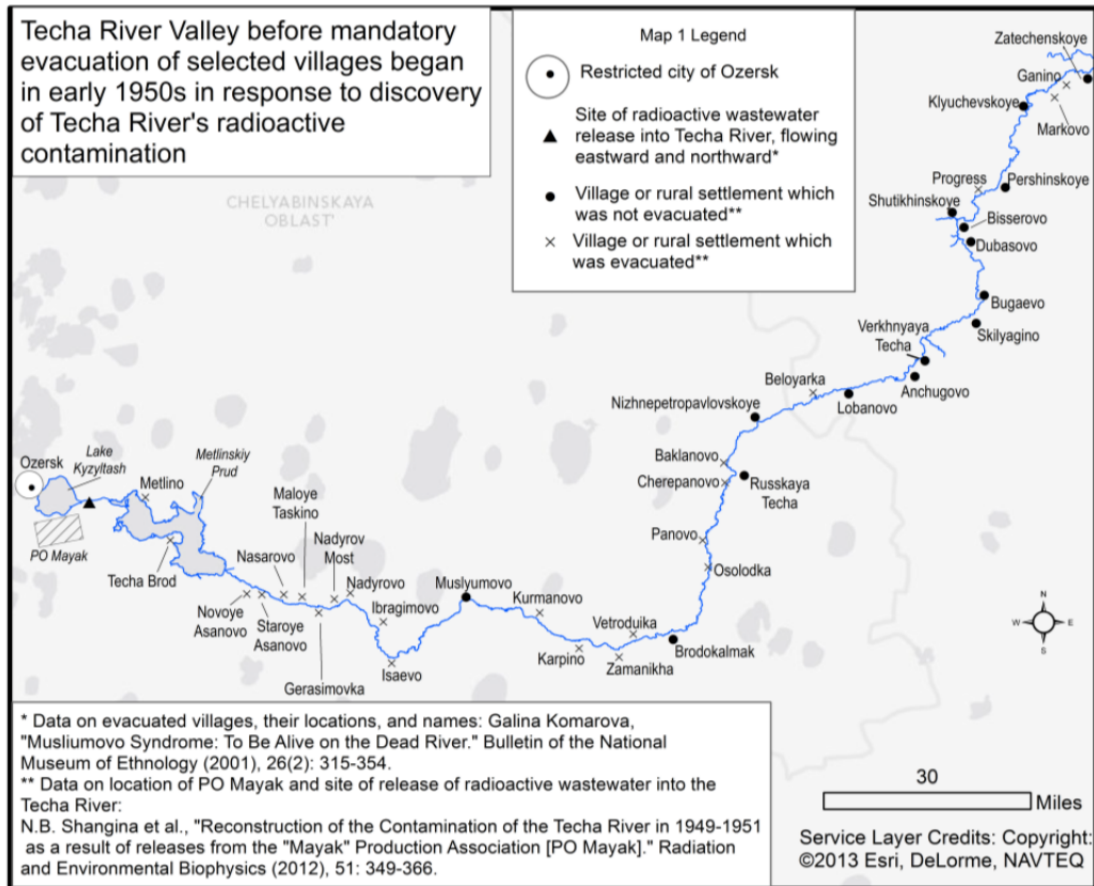 Techa River Valley before mandatory
evacuation of selected villages began
in early 1950s in response to discovery
of Techa River's radioactive
contamination
Map 1 Legend
Restricted city of Ozersk
Site of radioactive wastewater
release into Techa River, flowing
eastward and northward*
Village or rural settlement which
was not evacuated**
Village or rural settlement which
was evacuated**
CHELYABINSKAYA
OBLAST'
Zatechenskoye
Ganino
Klyuchevskoye
Markovo
Progress
Pershinskoye
Shutikhinskoye
Bisserovo
Dubasovo
Bugaevo
Skilyagino
Verkhnyaya
Techa
Anchugovo
Beloyarka
Lobanovo
Nizhnepetropavlovskoye
Baklanovo
Cherepanovo
Russkaya
Techa
Panovo
Osolodka
Ozersk
Lake
Kyzyltash
Metlino
Metlinskiy
Prud
PO Mayak
Techa Brod
Maloye
Taskino
Nasarovo
Nadyrov
Most
Nadyrovo
Novoye
Asanovo
Staroye
Asanovo
Gerasimovka
Ibragimovo
Isaevo
Muslyumovo
Kurmanovo
Karpino
Vetroduika
Zamanikha
Brodokalmak
N
W
E
S
* Data on evacuated villages, their locations, and names: Galina Komarova,
"Musliumovo Syndrome: To Be Alive on the Dead River." Bulletin of the National
Museum of Ethnology (2001), 26(2): 315-354.
** Data on location of PO Mayak and site of release of radioactive wastewater into the
Techa River:
N.B. Shangina et al., "Reconstruction of the Contamination of the Techa River in 1949-1951
as a result of releases from the "Mayak" Production Association [PO Mayak]." Radiation
and Environmental Biophysics (2012), 51: 349-366.
30
Miles
Service Layer Credits: Copyright:
©2013 Esri, DeLorme, NAVTEQ